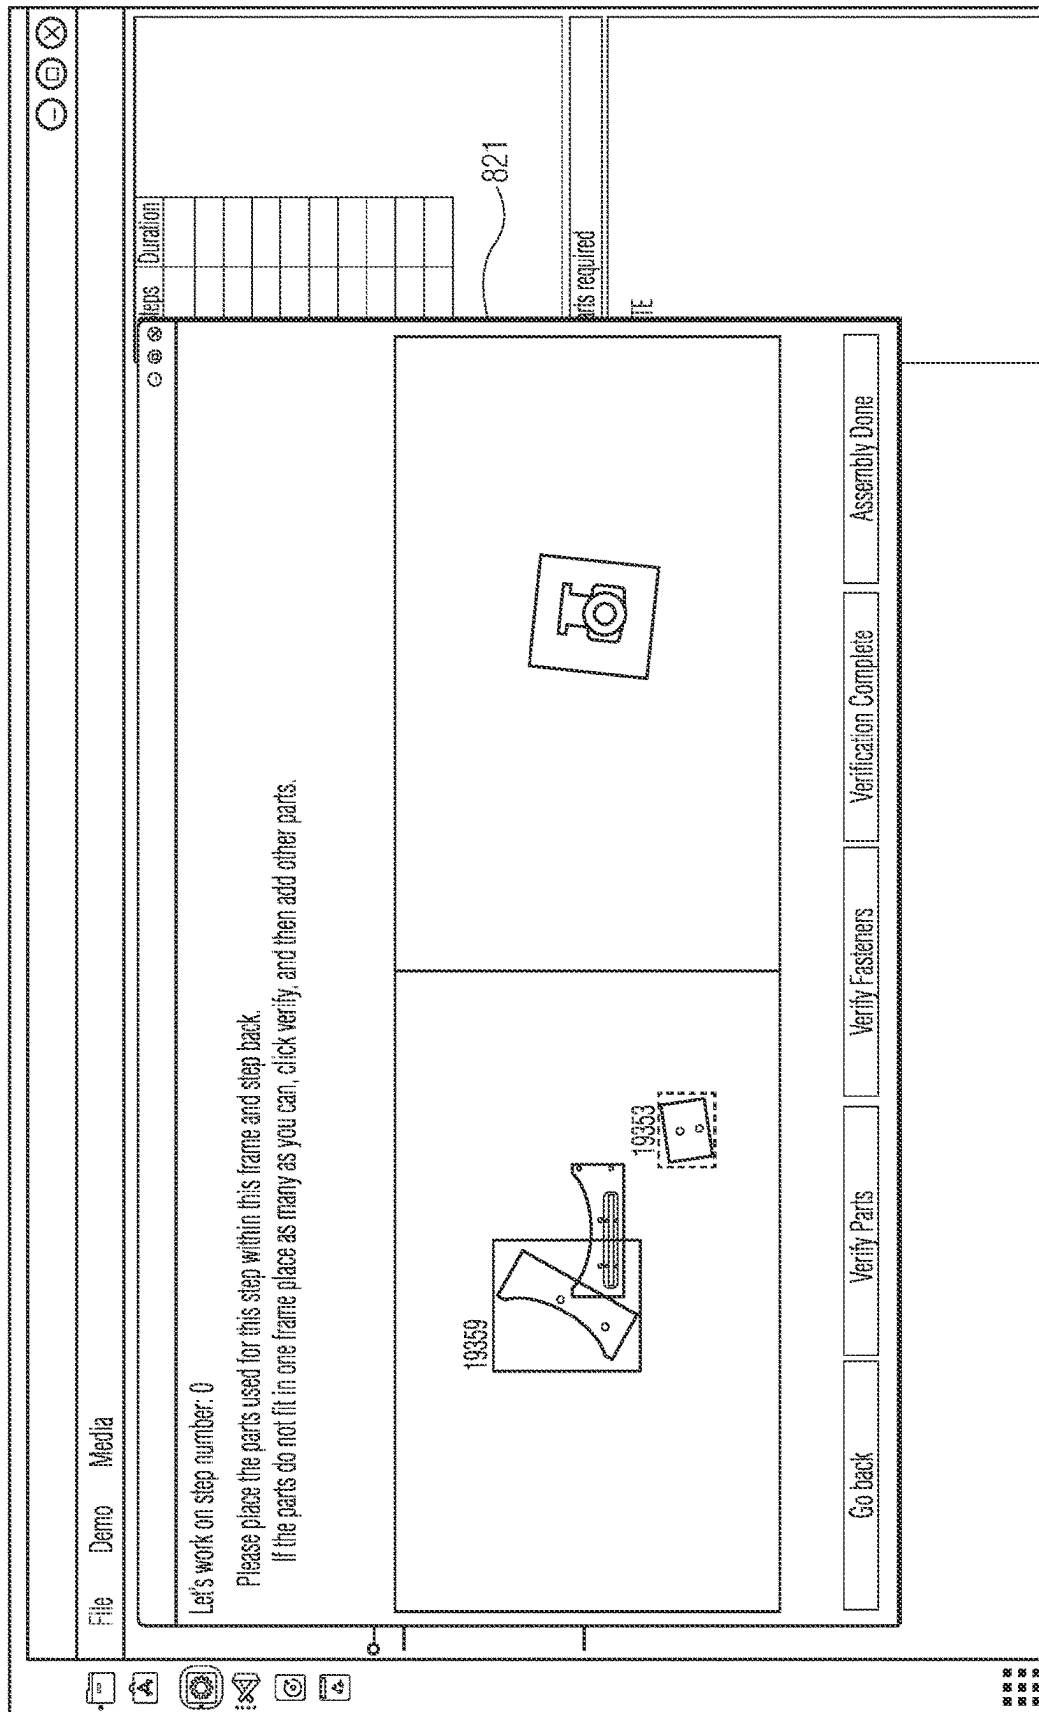 File Demo Media
teps Duration
821
arts required
TE
Let's work on step number: 0
Please place the parts used for this step within this frame and step back.
If the parts do not fit in one frame place as many as you can, click verify, and then add other parts.
19359
19353
Go back
Verify Parts
Verify Fasteners
Verification Complete
Assembly Done